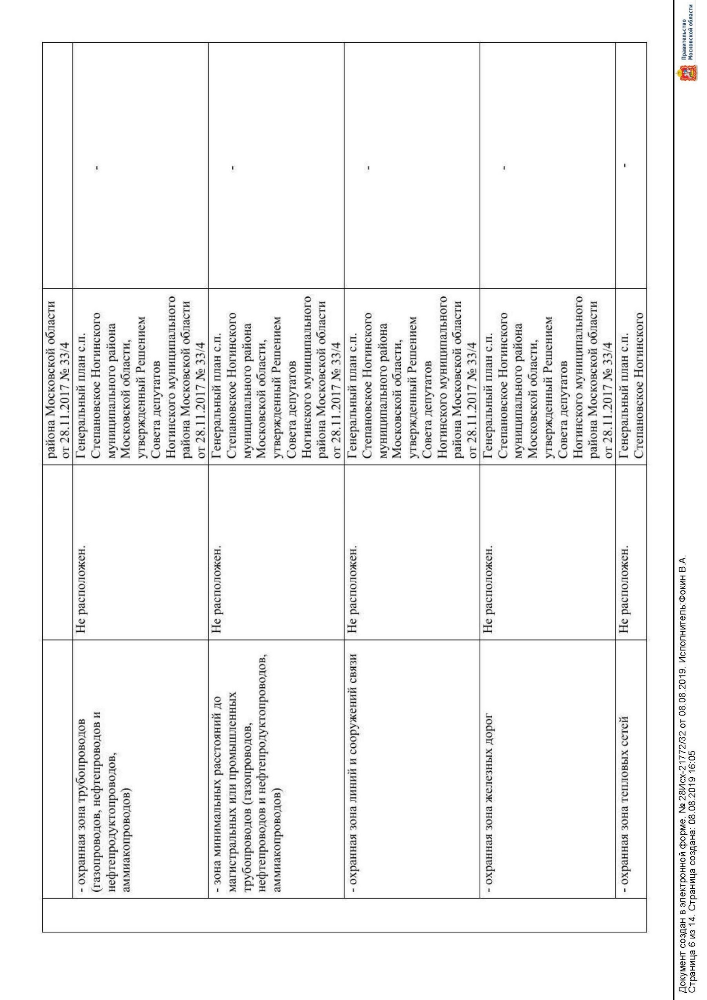 района Московской области
от 28.11.2017 № 33/4
- охранная зона трубопроводов
(газопроводов, нефтепроводов и
нефтепродуктопроводов,
аммиакопроводов)
Не расположен.
Генеральный план с.п.
Степановское Ногинского
муниципального района
Московской области,
утвержденный Решением
Совета депутатов
Ногинского муниципального
района Московской области
от 28.11.2017 № 33/4
-
- зона минимальных расстояний до
магистральных или промышленных
трубопроводов (газопроводов,
нефтепроводов и нефтепродуктопроводов,
аммиакопроводов)
Не расположен.
Генеральный план с.п.
Степановское Ногинского
муниципального района
Московской области,
утвержденный Решением
Совета депутатов
Ногинского муниципального
района Московской области
от 28.11.2017 № 33/4
-
- охранная зона линий и сооружений связи
Не расположен.
Генеральный план с.п.
Степановское Ногинского
муниципального района
Московской области,
утвержденный Решением
Совета депутатов
Ногинского муниципального
района Московской области
от 28.11.2017 № 33/4
-
- охранная зона железных дорог
Не расположен.
Генеральный план с.п.
Степановское Ногинского
муниципального района
Московской области,
утвержденный Решением
Совета депутатов
Ногинского муниципального
района Московской области
от 28.11.2017 № 33/4
-
- охранная зона тепловых сетей
Не расположен.
Генеральный план с.п.
Степановское Ногинского
-
Документ создан в электронной форме. № 28Исх-21772/32 от 08.08.2019. Исполнитель:Фокин В.А.
Страница 6 из 14. Страница создана: 08.08.2019 16:05
Правительство
Московской области